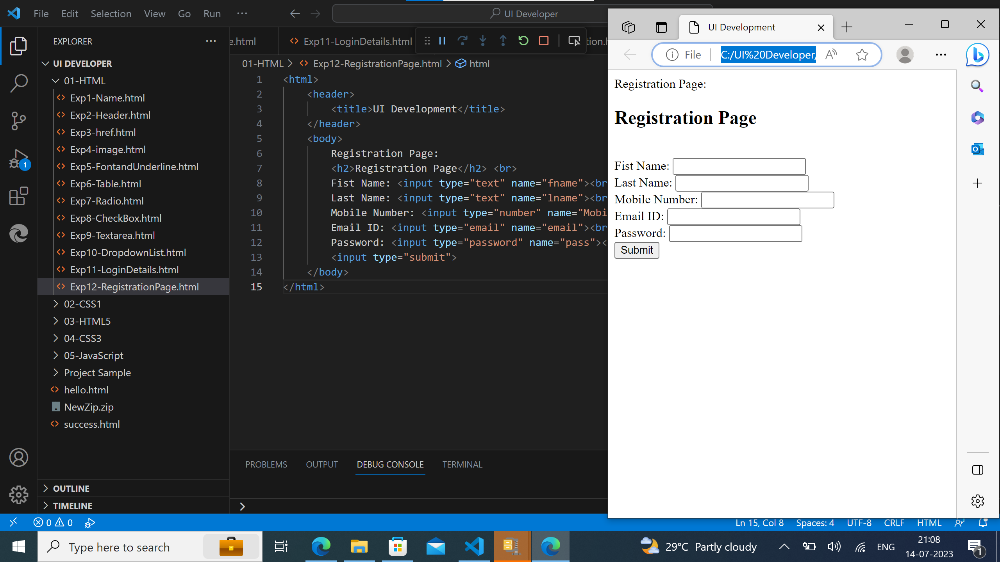 File Edit Selection View Go Run ...
UI Developer
EXPLORER
UI DEVELOPER
01-HTML
Exp1-Name.html
Exp2-Header.html
Exp3-href.html
Exp4-image.html
Exp5-FontandUnderline.html
Exp6-Table.html
Exp7-Radio.html
Exp8-CheckBox.html
Exp9-Textarea.html
Exp10-DropdownList.html
Exp11-LoginDetails.html
Exp12-RegistrationPage.html
02-CSS1
03-HTML5
04-CSS3
05-JavaScript
Project Sample
hello.html
NewZip.zip
success.html
OUTLINE
TIMELINE
1
e.html Exp11-LoginDetails.html tion.h
01-HTML > Exp12-RegistrationPage.html > html
1 <html>
2 <header>
3 <title>UI Development</title>
4 </header>
5 <body>
6 Registration Page:
7 <h2>Registration Page</h2> <br>
8 Fist Name: <input type="text" name="fname"><br
9 Last Name: <input type="text" name="lname"><br
10 Mobile Number: <input type="number" name="Mobi
11 Email ID: <input type="email" name="email"><br
12 Password: <input type="password" name="pass"><
13 <input type="submit">
14 </body>
15 </html>
PROBLEMS OUTPUT DEBUG CONSOLE TERMINAL
UI Development
File C:/UI%20Developer/
Registration Page:
Registration Page
Fist Name:
Last Name:
Mobile Number:
Email ID:
Password:
Submit
0 0
Ln 15, Col 8 Spaces: 4 UTF-8 CRLF HTML
Type here to search
29°C Partly cloudy
ENG
21:08
14-07-2023
1